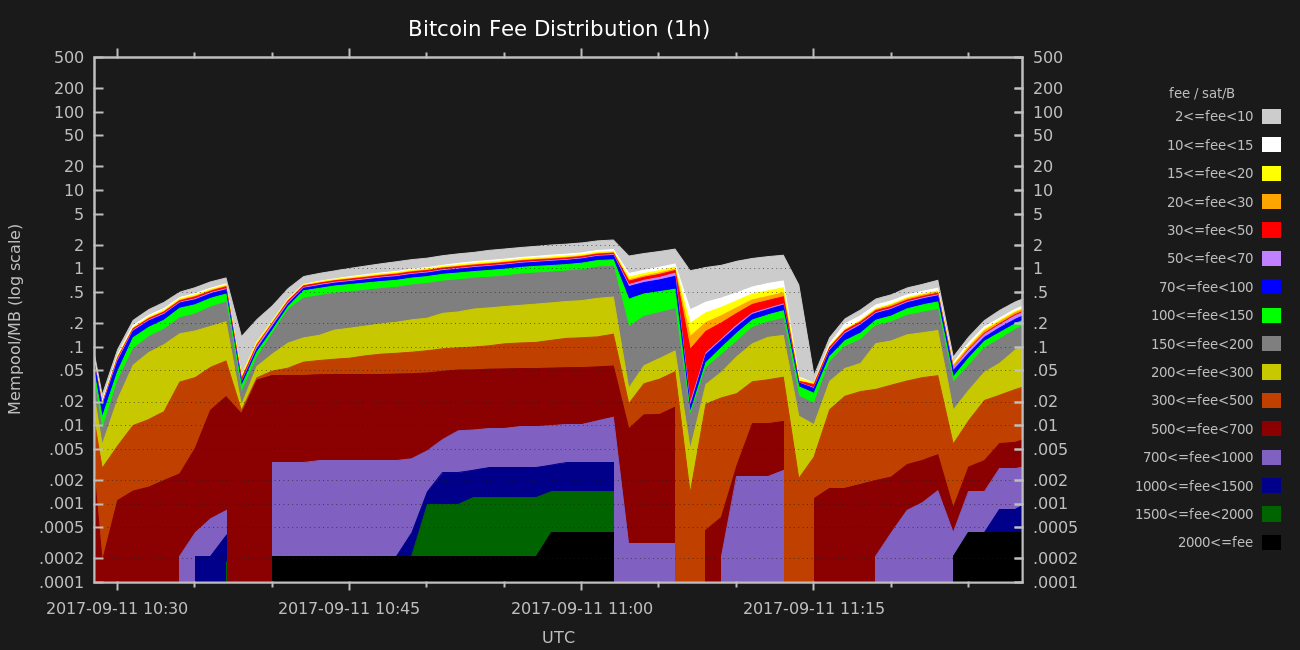 Bitcoin Fee Distribution (1h)
Mempool/MB (log scale)
500
200
100
50
20
10
5
2
1
.5
.2
.1
.05
.02
.01
.005
.002
.001
.0005
.0002
.0001
500
200
100
50
20
10
5
2
1
.5
.2
.1
.05
.02
.01
.005
.002
.001
.0005
.0002
.0001
2017-09-11 10:30
2017-09-11 10:45
2017-09-11 11:00
2017-09-11 11:15
UTC
fee / sat/B
2<=fee<10
10<=fee<15
15<=fee<20
20<=fee<30
30<=fee<50
50<=fee<70
70<=fee<100
100<=fee<150
150<=fee<200
200<=fee<300
300<=fee<500
500<=fee<700
700<=fee<1000
1000<=fee<1500
1500<=fee<2000
2000<=fee